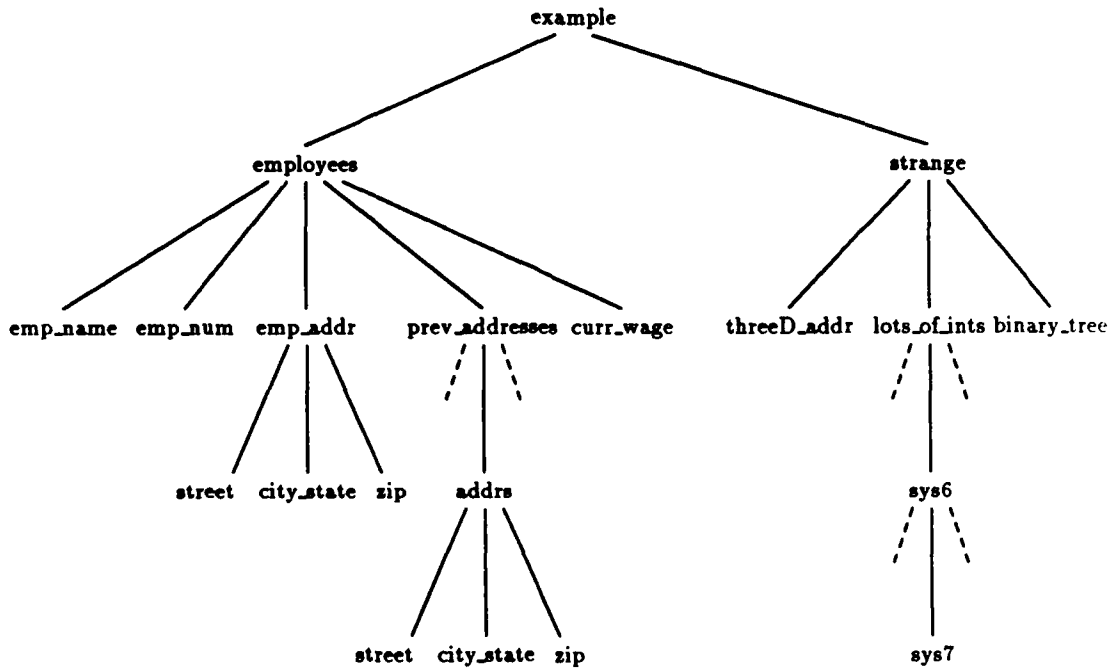 example
employees strange
emp_name emp_num emp_addr prev_addresses curr_wage threeD_addr lots_of_ints binary_tree
street city_state zip addrs sys6
street city_state zip sys7